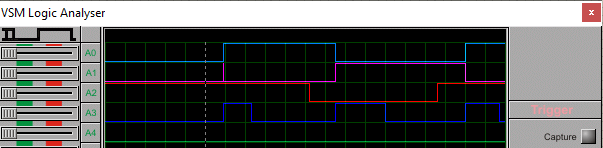 VSM Logic Analyser
x
A0
A1
A2
A3
A4
Trigger
Capture